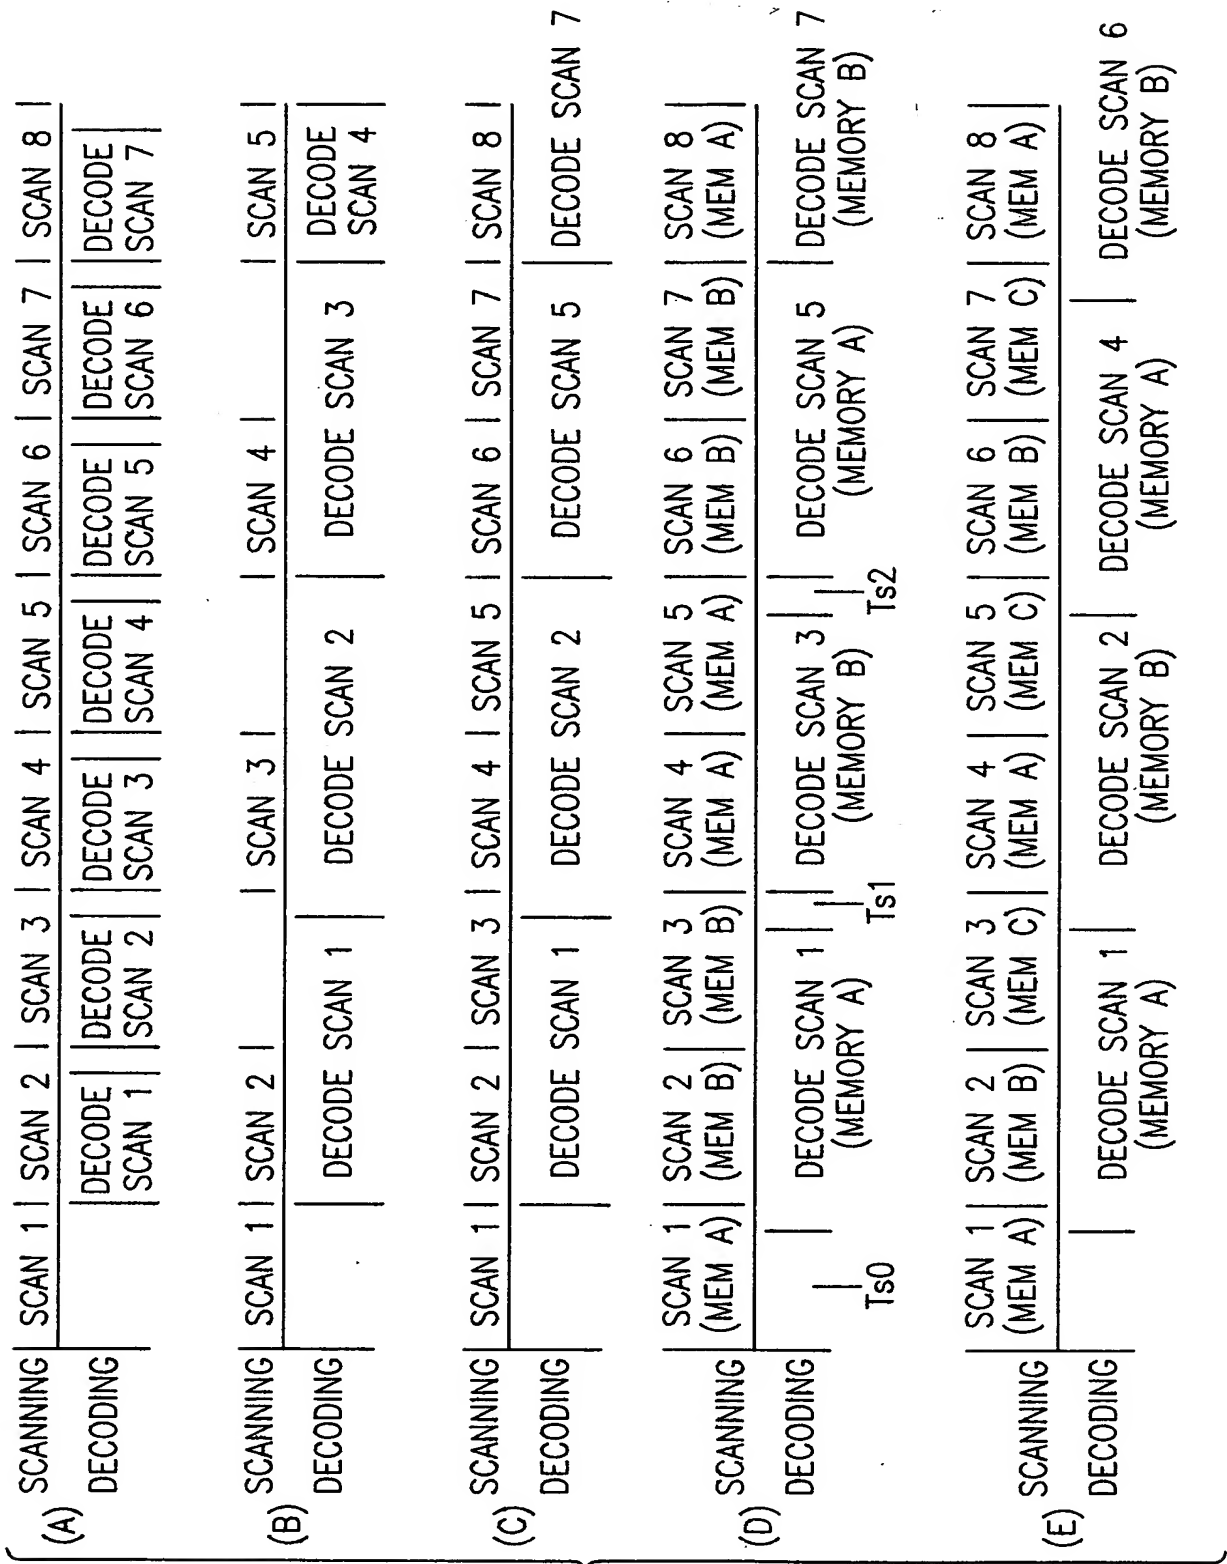 (A)
SCANNING | SCAN 1 | SCAN 2 | SCAN 3 | SCAN 4 | SCAN 5 | SCAN 6 | SCAN 7 | SCAN 8 |
DECODING | DECODE | DECODE | DECODE | DECODE | DECODE | DECODE | DECODE |
SCAN 1 | SCAN 2 | SCAN 3 | SCAN 4 | SCAN 5 | SCAN 6 | SCAN 7 |
(B)
SCANNING | SCAN 1 | SCAN 2 | | SCAN 3 | | SCAN 4 | | SCAN 5 |
DECODING | DECODE SCAN 1 | DECODE SCAN 2 | DECODE SCAN 3 | DECODE
SCAN 4
(C)
SCANNING | SCAN 1 | SCAN 2 | SCAN 3 | SCAN 4 | SCAN 5 | SCAN 6 | SCAN 7 | SCAN 8 |
DECODING | DECODE SCAN 1 | DECODE SCAN 2 | DECODE SCAN 5 | DECODE SCAN 7
(D)
SCANNING | SCAN 1 | SCAN 2 | SCAN 3 | SCAN 4 | SCAN 5 | SCAN 6 | SCAN 7 | SCAN 8 |
(MEM A) | (MEM B) | (MEM B) | (MEM A) | (MEM A) | (MEM B) | (MEM B) | (MEM A) |
DECODING | DECODE SCAN 1 | DECODE SCAN 3 | DECODE SCAN 5 | DECODE SCAN 7
(MEMORY A) (MEMORY B) (MEMORY A) (MEMORY B)
Ts0 Ts1 Ts2
(E)
SCANNING | SCAN 1 | SCAN 2 | SCAN 3 | SCAN 4 | SCAN 5 | SCAN 6 | SCAN 7 | SCAN 8 |
(MEM A) | (MEM B) | (MEM C) | (MEM A) | (MEM C) | (MEM B) | (MEM C) | (MEM A) |
DECODING | DECODE SCAN 1 | DECODE SCAN 2 | DECODE SCAN 4 | DECODE SCAN 6
(MEMORY A) (MEMORY B) (MEMORY A) (MEMORY B)